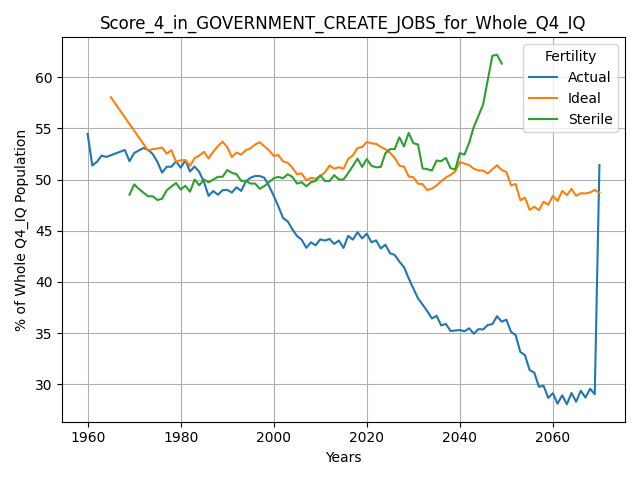 Score_4_in_GOVERNMENT_CREATE_JOBS_for_Whole_Q4_IQ
Fertility
Actual
Ideal
Sterile
% of Whole Q4_IQ Population
60
55
50
45
40
35
30
1960
1980
2000
2020
2040
2060
Years